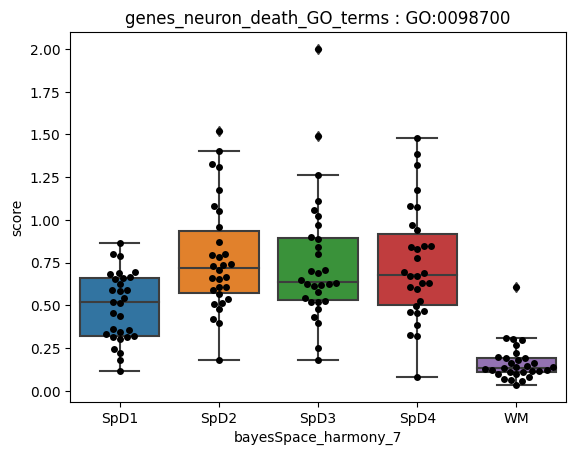 genes_neuron_death_GO_terms : GO:0098700
2.00
1.75
1.50
1.25
1.00
0.75
0.50
0.25
0.00
score
SpD1 SpD2 SpD3 SpD4 WM
bayesSpace_harmony_7